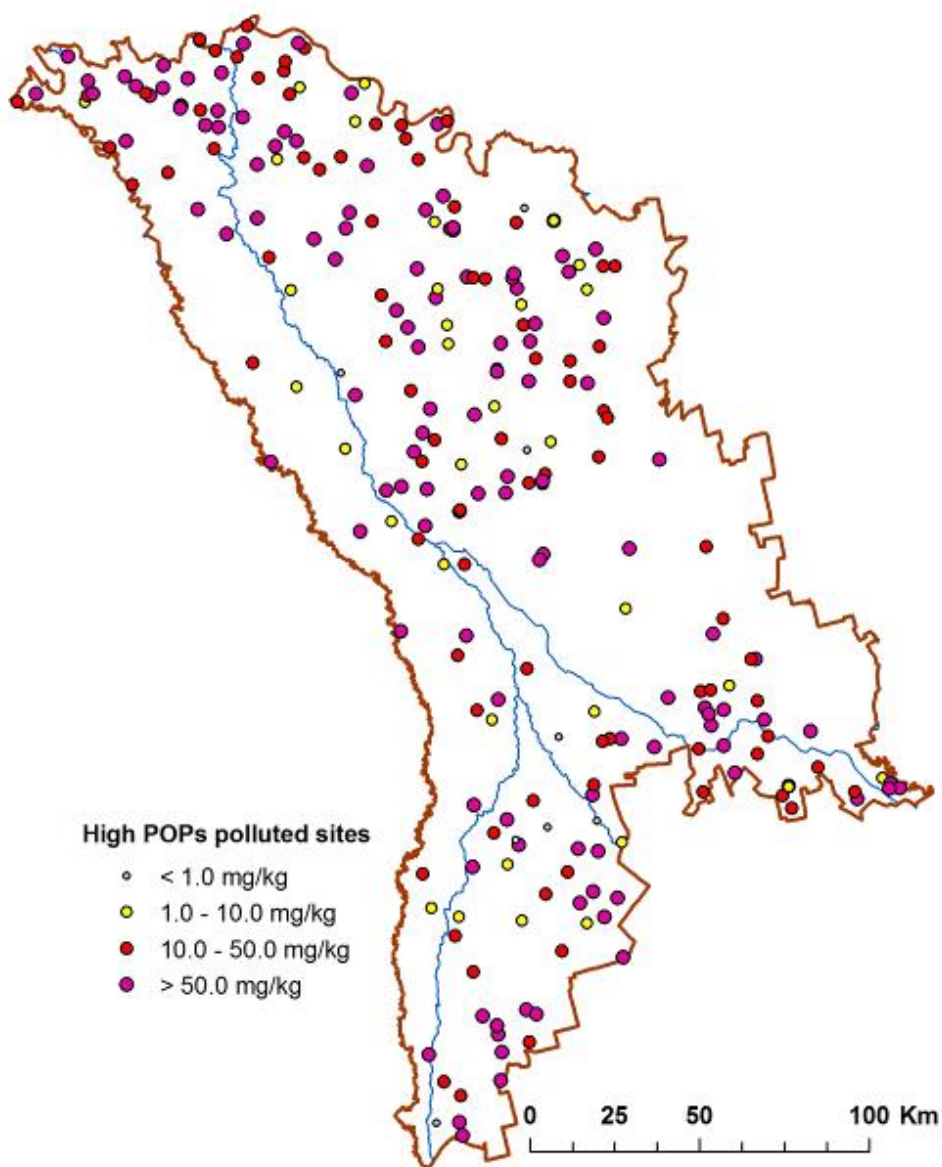 High POPs polluted sites
< 1.0 mg/kg
1.0 - 10.0 mg/kg
10.0 - 50.0 mg/kg
> 50.0 mg/kg
0 25 50 100 Km